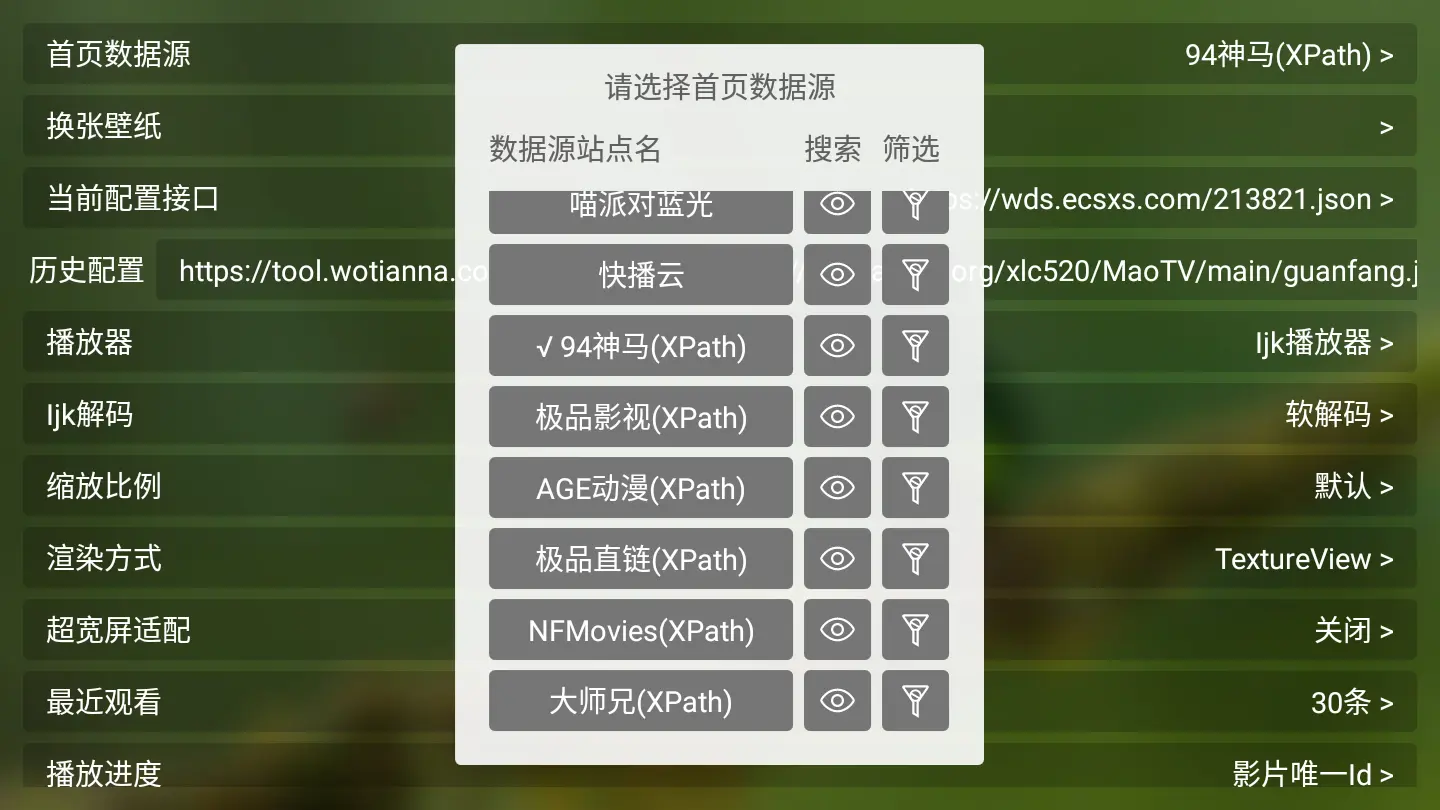 首页数据源
94神马(XPath) >
换张壁纸
>
当前配置接口
ps://wds.ecsxs.com/213821.json >
历史配置
https://tool.wotianna.co
org/xlc520/MaoTV/main/guanfang.j
播放器
Ijk播放器 >
Ijk解码
软解码 >
缩放比例
默认 >
渲染方式
TextureView >
超宽屏适配
关闭 >
最近观看
30条 >
播放进度
影片唯一Id >
请选择首页数据源
数据源站点名 搜索 筛选
喵派对蓝光
快播云
√ 94神马(XPath)
极品影视(XPath)
AGE动漫(XPath)
极品直链(XPath)
NFMovies(XPath)
大师兄(XPath)